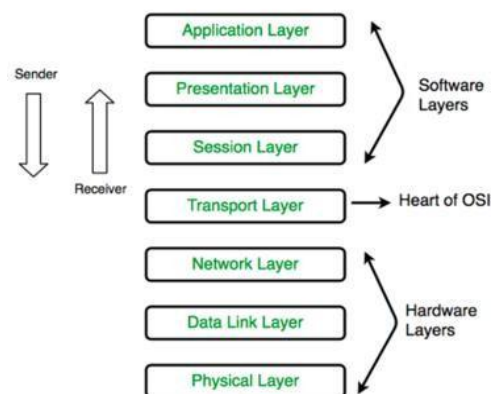 Application Layer
Sender
Presentation Layer
Software
Layers
Session Layer
Receiver
Transport Layer
Heart of OSI
Network Layer
Hardware
Layers
Data Link Layer
Physical Layer